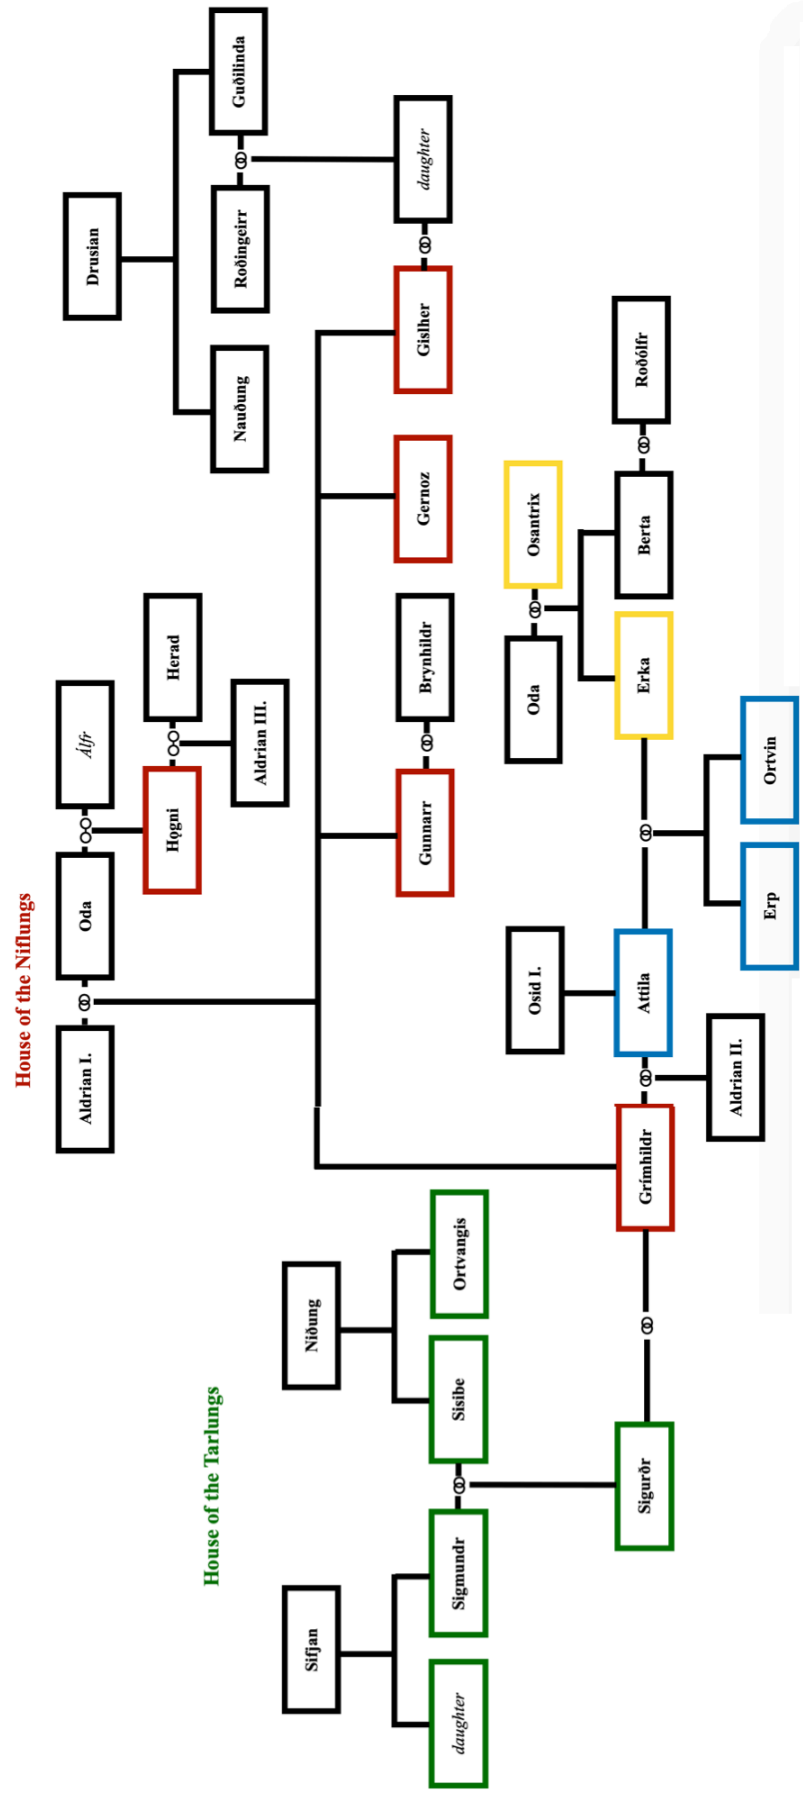 House of the Niflungs
Aldrian I.
Oda
Álfr
Drusian
Hǫgni
Herad
House of the Tarlungs
Aldrian III.
Nauðung
Roðingeirr
Guðilinda
Sifjan
Niðung
Gunnarr
Brynhildr
Gernoz
Gislher
daughter
daughter
Sigmundr
Sisibe
Ortvangis
Osid I.
Oda
Osantrix
Sigurðr
Grímhildr
Attila
Erka
Berta
Roðólfr
Aldrian II.
Erp
Ortvin